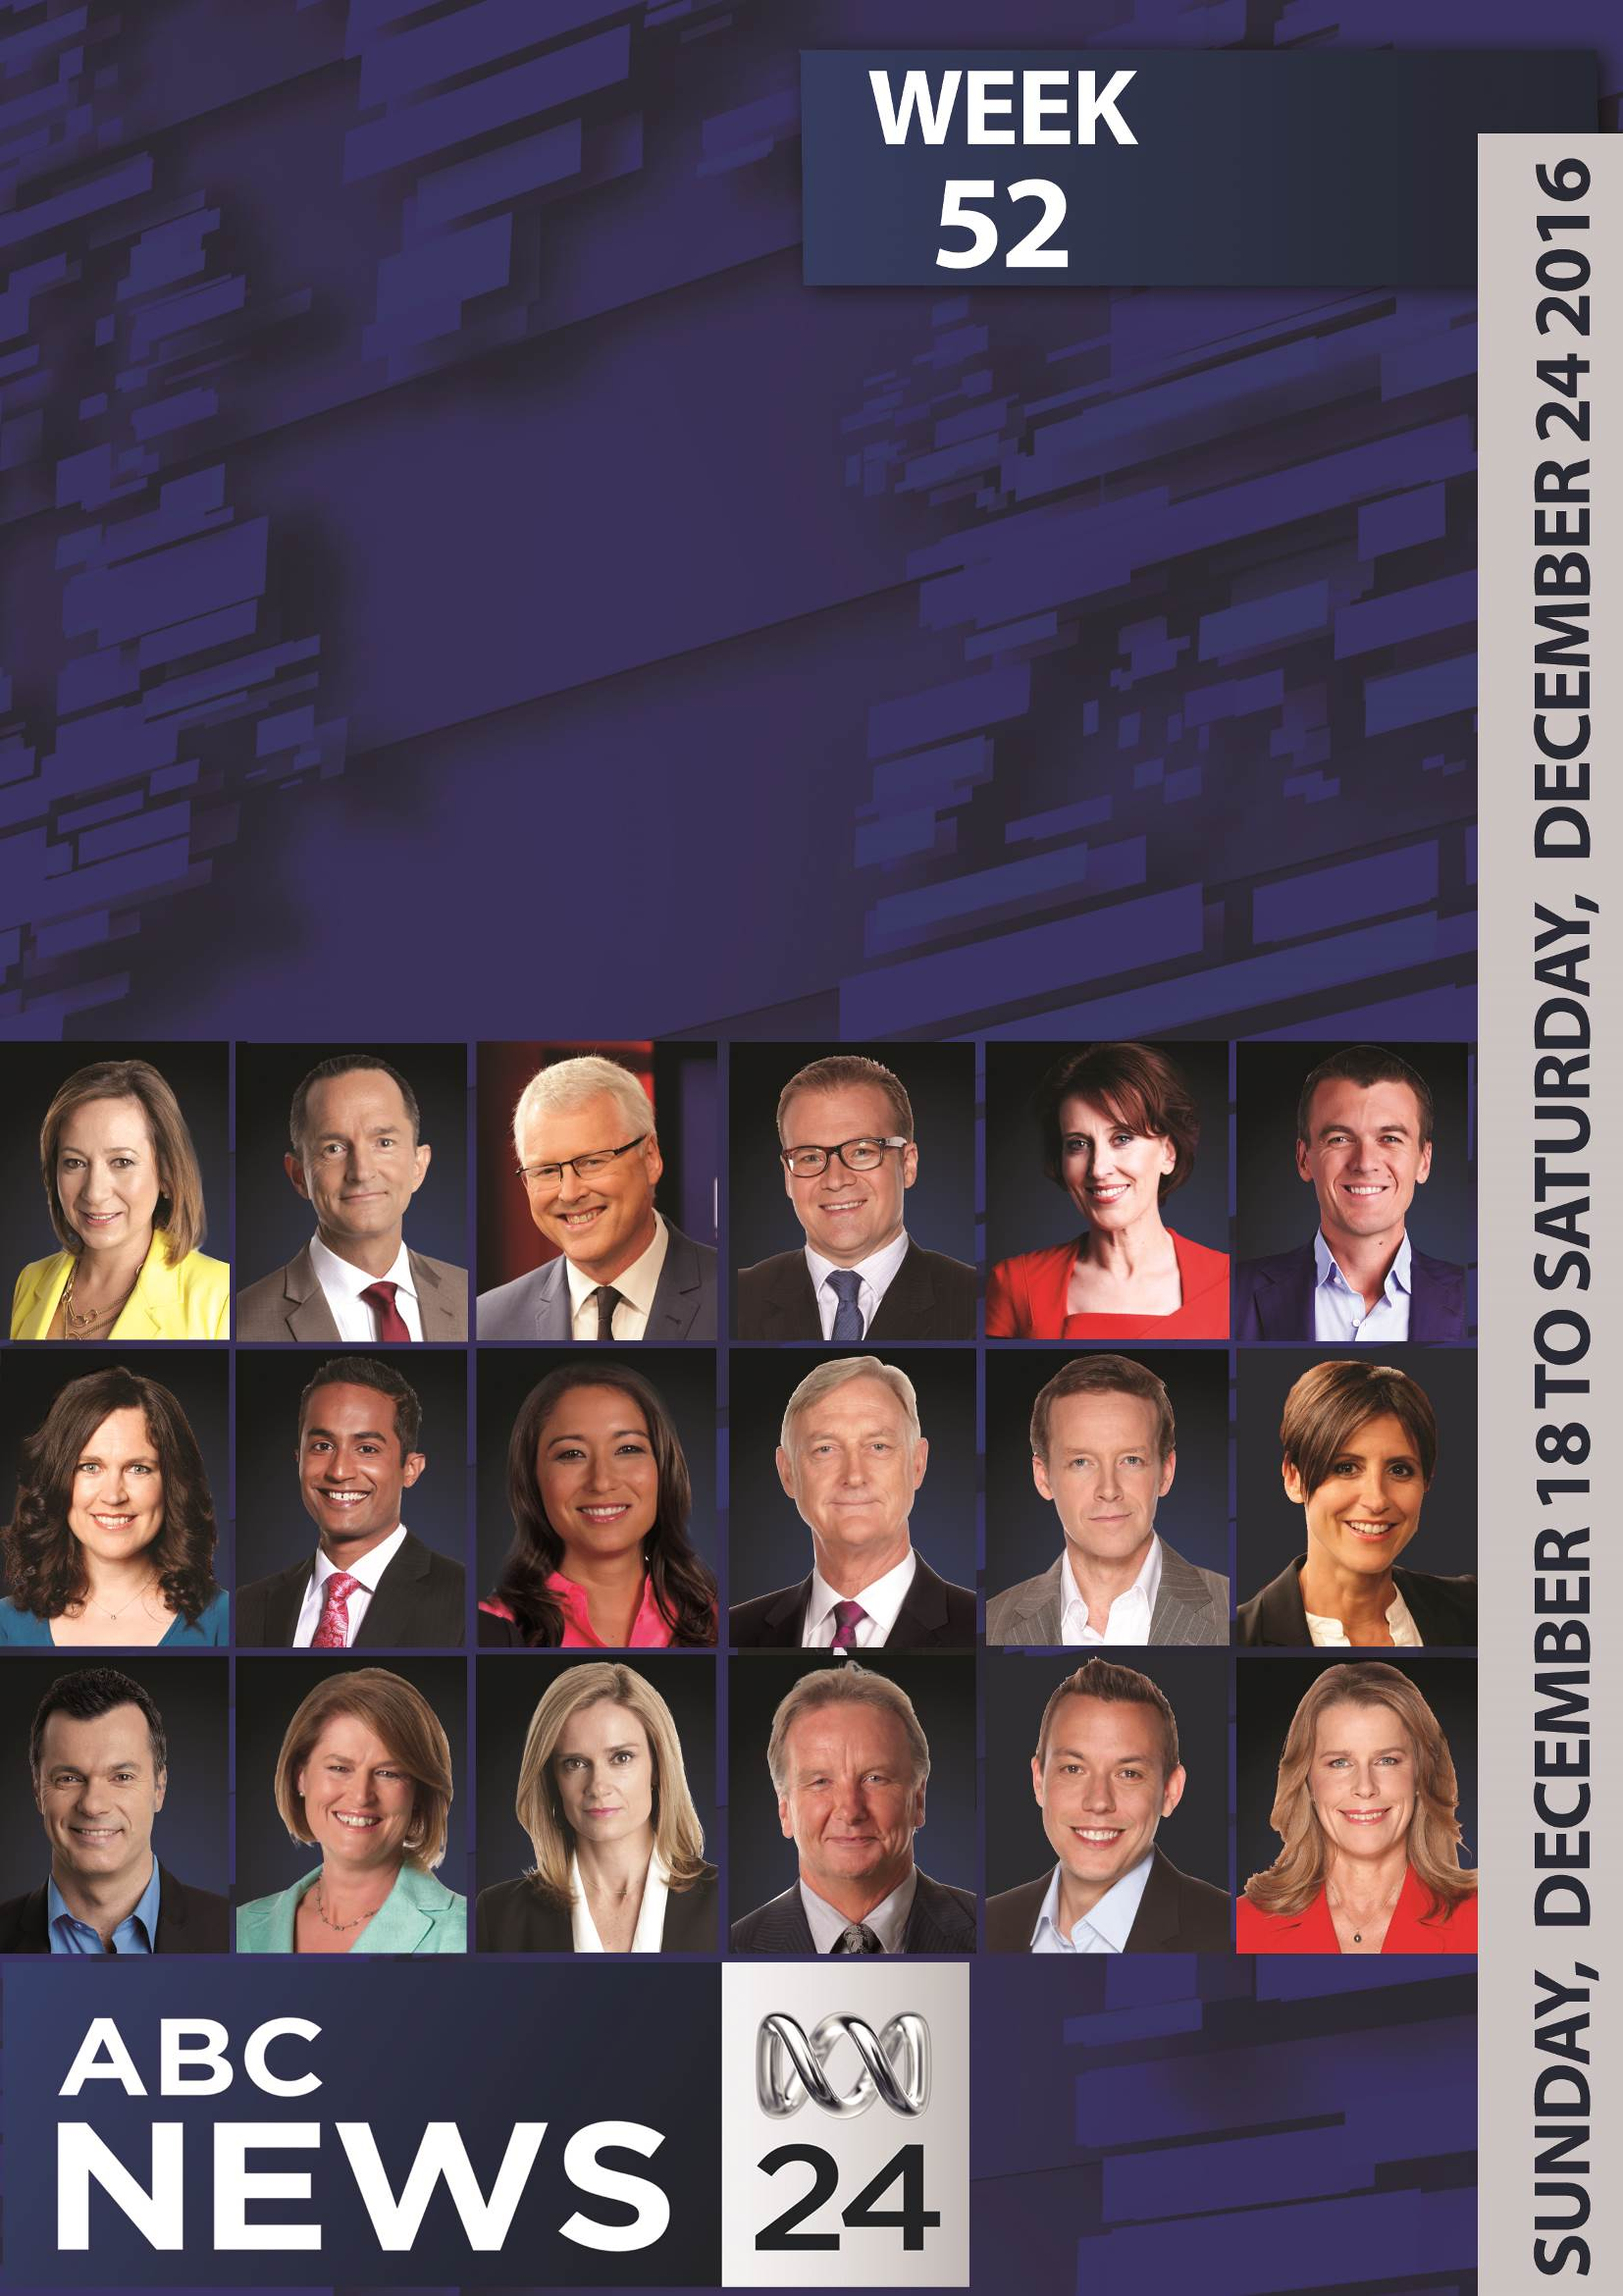 WEEK
52
SUNDAY, DECEMBER 18 TO SATURDAY, DECEMBER 24 2016
ABC
NEWS
24